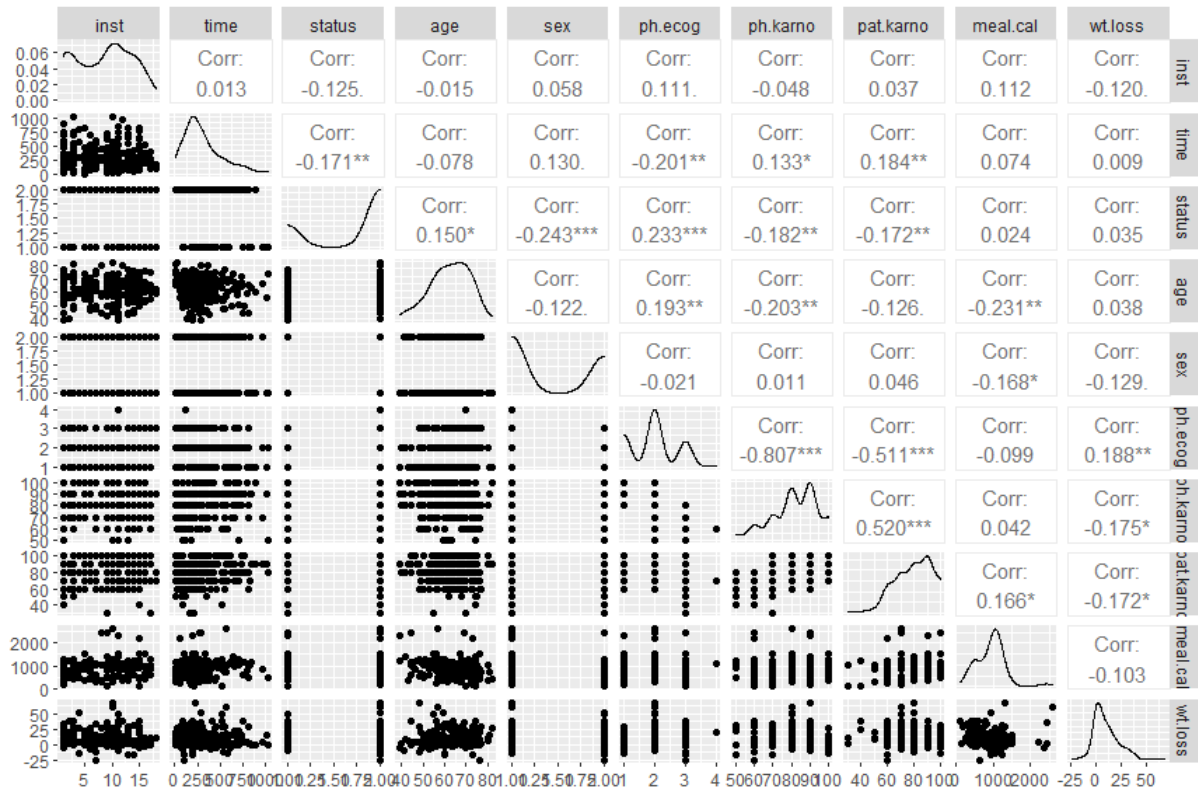 inst time status age sex ph.ecog ph.karno pat.karno meal.cal wt.loss
0.06
0.04
0.02
0.00
Corr: Corr: Corr: Corr: Corr: Corr: Corr: Corr: Corr:
0.013 -0.125. -0.015 0.058 0.111. -0.048 0.037 0.112 -0.120.
inst
1000
750
500
250
0
Corr: Corr: Corr: Corr: Corr: Corr: Corr: Corr:
-0.171** -0.078 0.130. -0.201** 0.133* 0.184** 0.074 0.009
time
2.00
1.75
1.50
1.25
1.00
Corr: Corr: Corr: Corr: Corr: Corr: Corr:
0.150* -0.243*** 0.233*** -0.182** -0.172** 0.024 0.035
status
80
70
60
50
40
Corr: Corr: Corr: Corr: Corr: Corr:
-0.122. 0.193** -0.203** -0.126. -0.231** 0.038
age
2.00
1.75
1.50
1.25
1.00
Corr: Corr: Corr: Corr: Corr:
-0.021 0.011 0.046 -0.168* -0.129.
sex
4
3
2
1
Corr: Corr: Corr: Corr:
-0.807*** -0.511*** -0.099 0.188**
ph.ecog
100
90
80
70
60
50
Corr: Corr: Corr:
0.520*** 0.042 -0.175*
ph.karno
100
80
60
40
Corr: Corr:
0.166* -0.172*
pat.karno
2000
1500
1000
0
Corr:
-0.103
meal.cal
50
25
0
-25
wt.loss
5 10 15 0 250 500 750 1000 1.00 1.25 1.50 1.75 2.00 40 50 60 70 80 1.00 1.25 1.50 1.75 2.00 1 2 3 4 50 60 70 80 90 100 40 60 80 100 0 1000 2000 -25 0 25 50